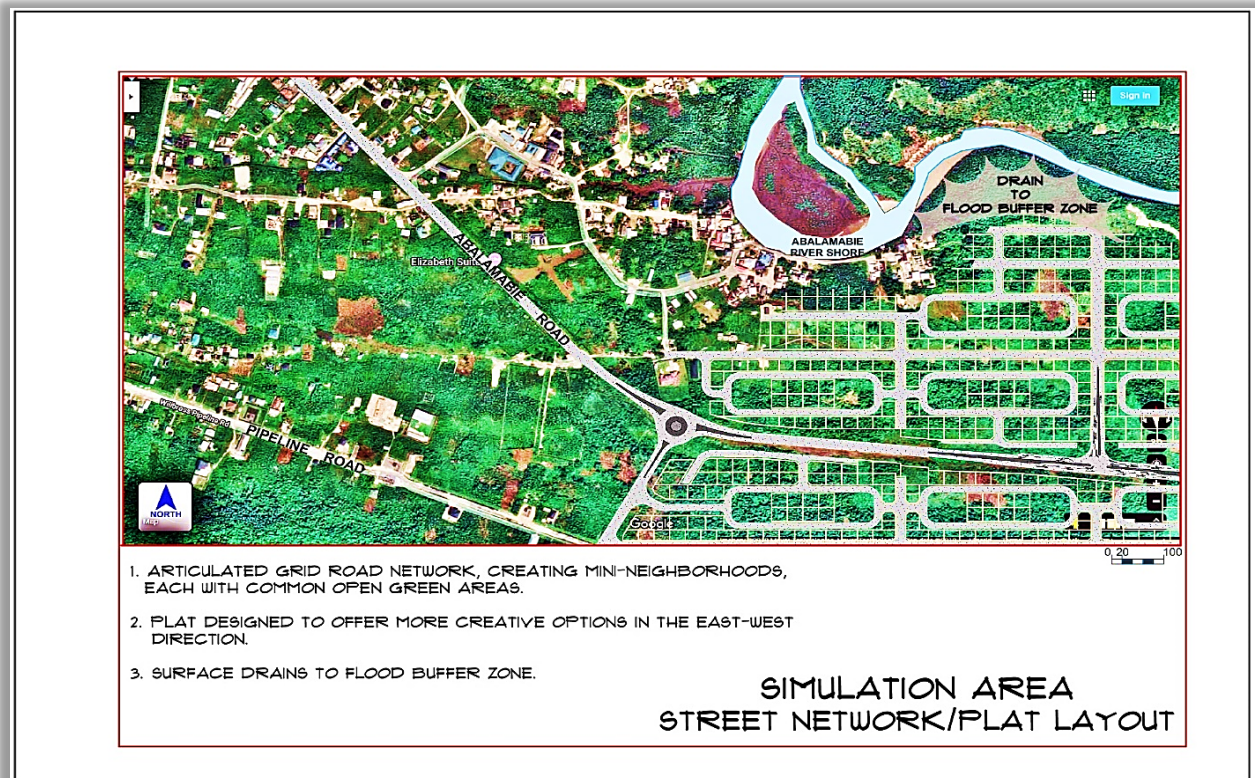 Sign in
DRAIN
TO
FLOOD BUFFER ZONE
ABALAMABIE
RIVER SHORE
Elizabeth Suite
ABALAMABIE ROAD
PIPELINE ROAD
NORTH
Map
Google
0 20 100
1. ARTICULATED GRID ROAD NETWORK, CREATING MINI-NEIGHBORHOODS,
EACH WITH COMMON OPEN GREEN AREAS.
2. PLAT DESIGNED TO OFFER MORE CREATIVE OPTIONS IN THE EAST-WEST
DIRECTION.
3. SURFACE DRAINS TO FLOOD BUFFER ZONE.
SIMULATION AREA
STREET NETWORK/PLAT LAYOUT